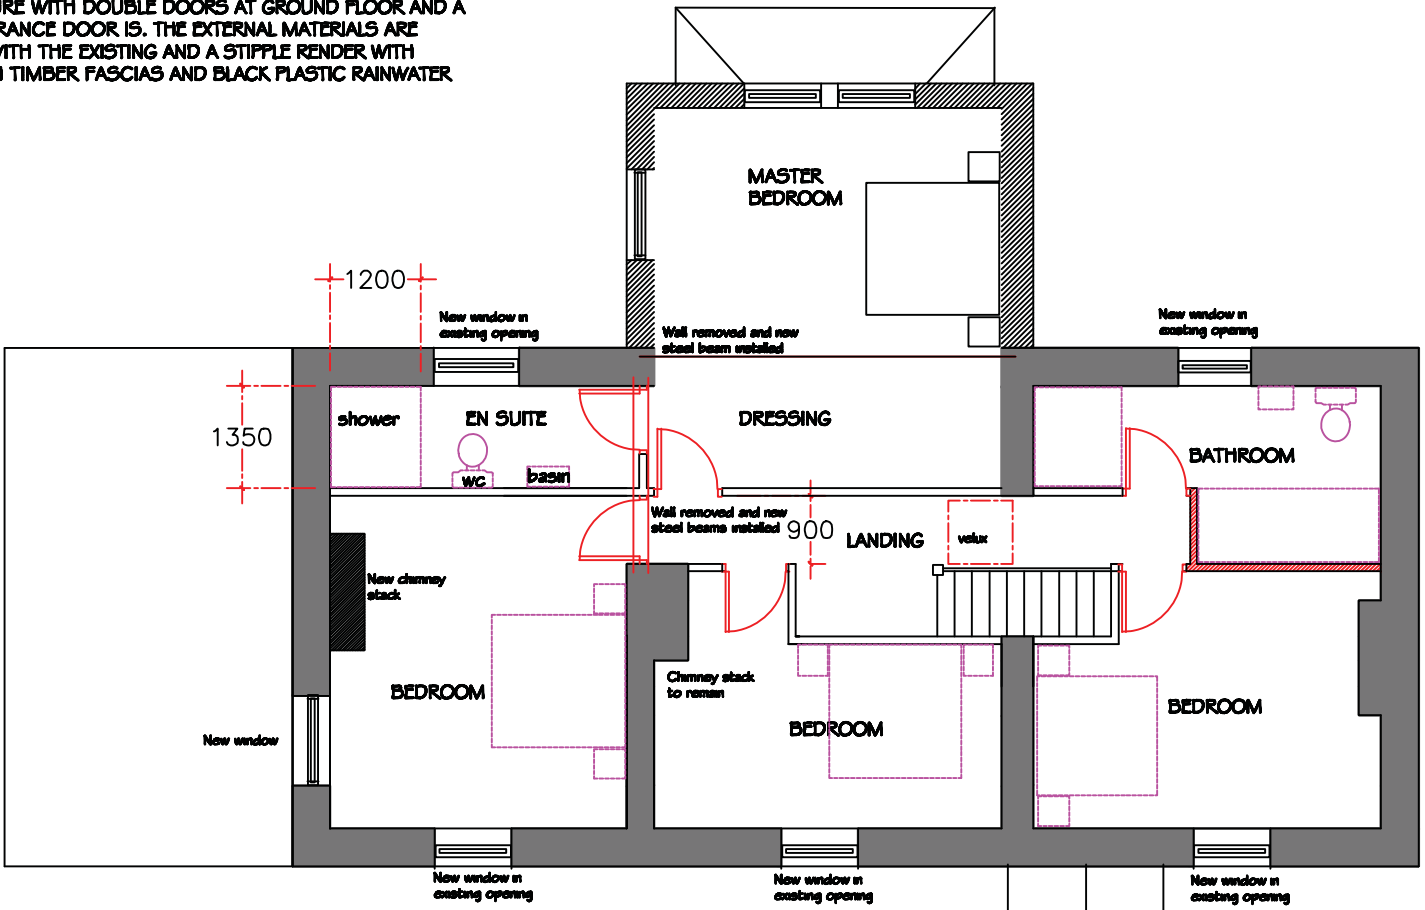 URE WITH DOUBLE DOORS AT GROUND FLOOR AND A
RANCE DOOR IS. THE EXTERNAL MATERIALS ARE
WITH THE EXISTING AND A STIPPLE RENDER WITH
TIMBER FASCIAS AND BLACK PLASTIC RAINWATER
MASTER
BEDROOM
1200
New window in
existing opening
New window in
existing opening
Wall removed and new
steel beam installed
shower
EN SUITE
DRESSING
1350
BATHROOM
WC
basin
Wall removed and new
steel beams installed
900
LANDING
velux
New chimney
stack
Chimney stack
to remain
BEDROOM
BEDROOM
BEDROOM
New window
New window in
existing opening
New window in
existing opening
New window in
existing opening